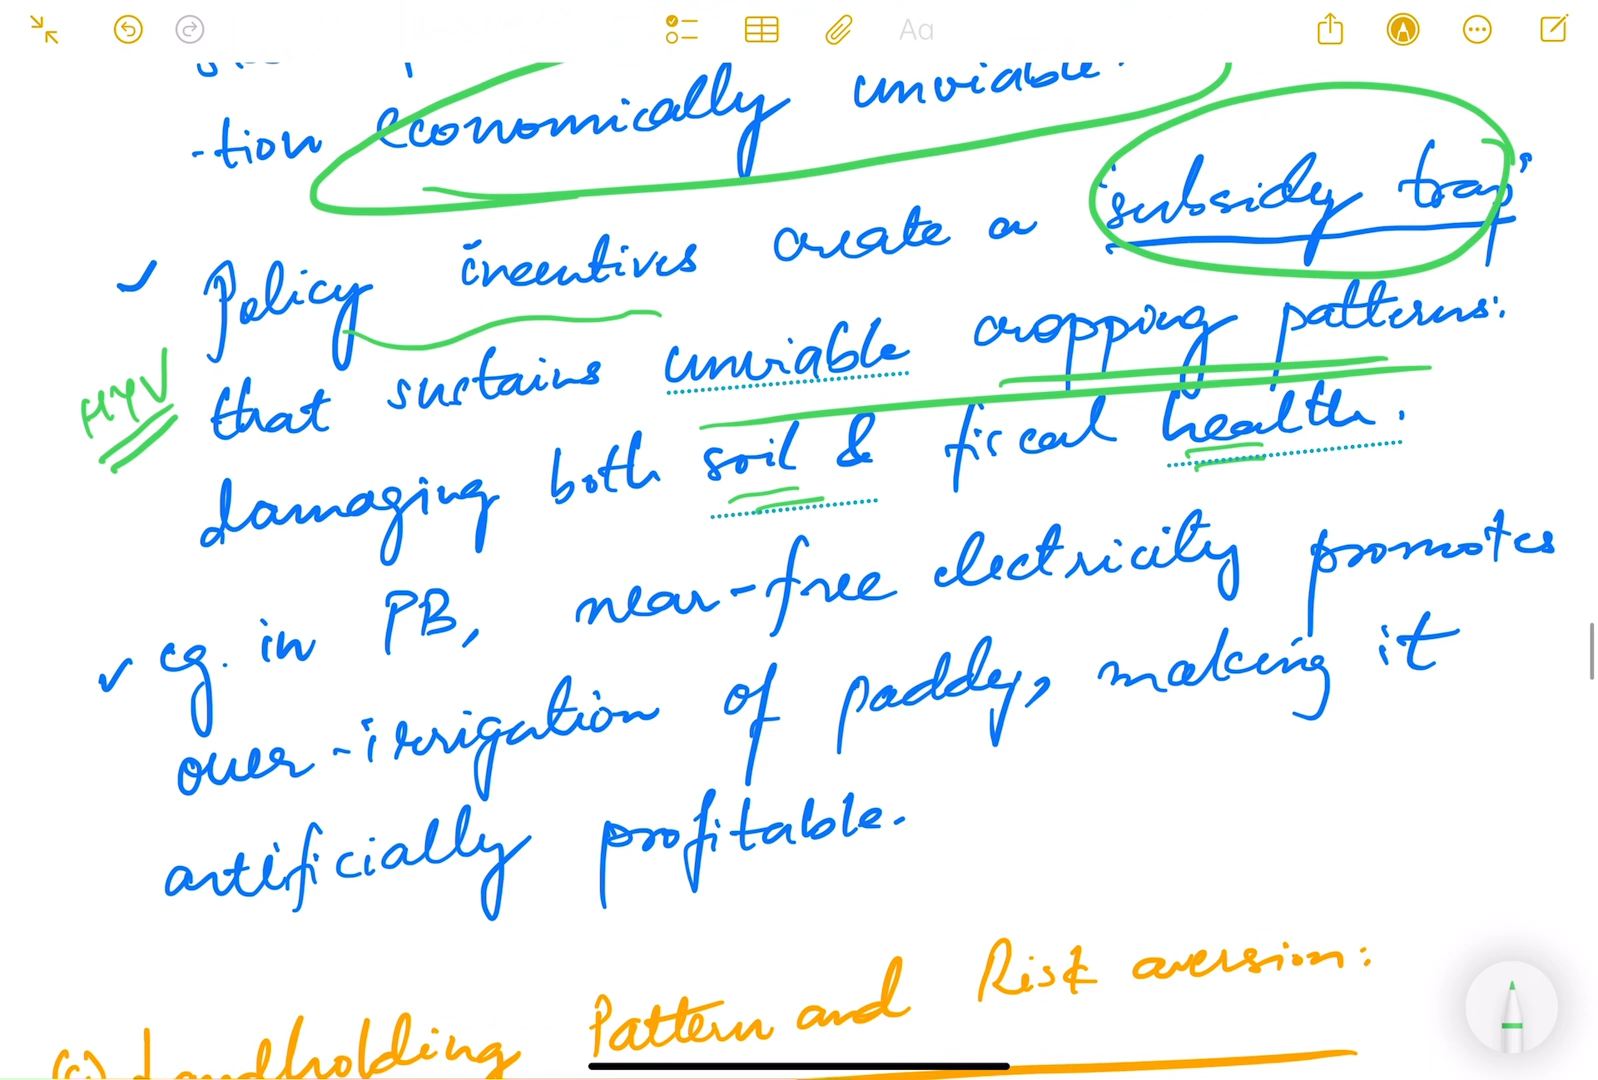 Aa
-tion economically unviable.
Policy incentives create a 'subsidy trap'
HYV
that sustains unviable cropping patterns:
damaging both soil & fiscal health.
eg. in PB, near-free electricity promotes
over-irrigation of paddy, making it
artificially profitable.
(c) Landholding Pattern and Risk aversion: